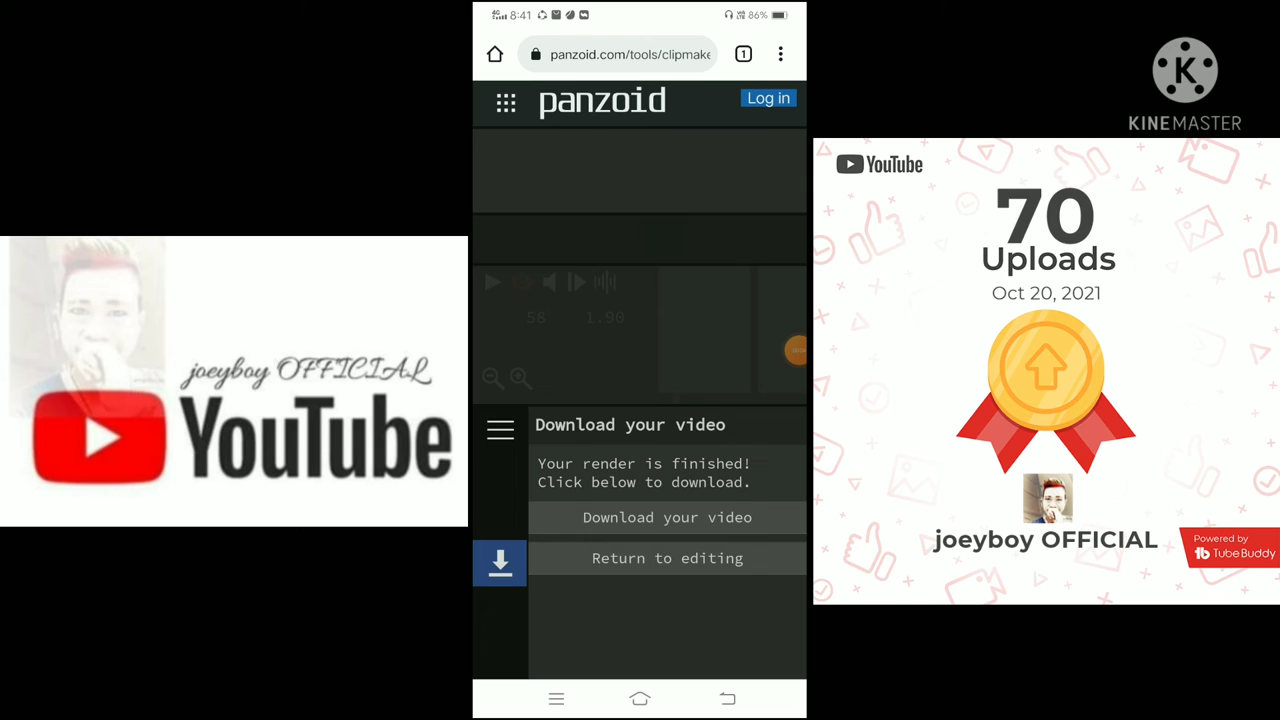 joeyboy OFFICIAL
YouTube
8:41
86%
panzoid.com/tools/clipmake
1
panzoid
Log in
58
1.90
Download your video
Your render is finished!
Click below to download.
Download your video
Return to editing
K
KINEMASTER
YouTube
70
Uploads
Oct 20, 2021
joeyboy OFFICIAL
Powered by
TubeBuddy